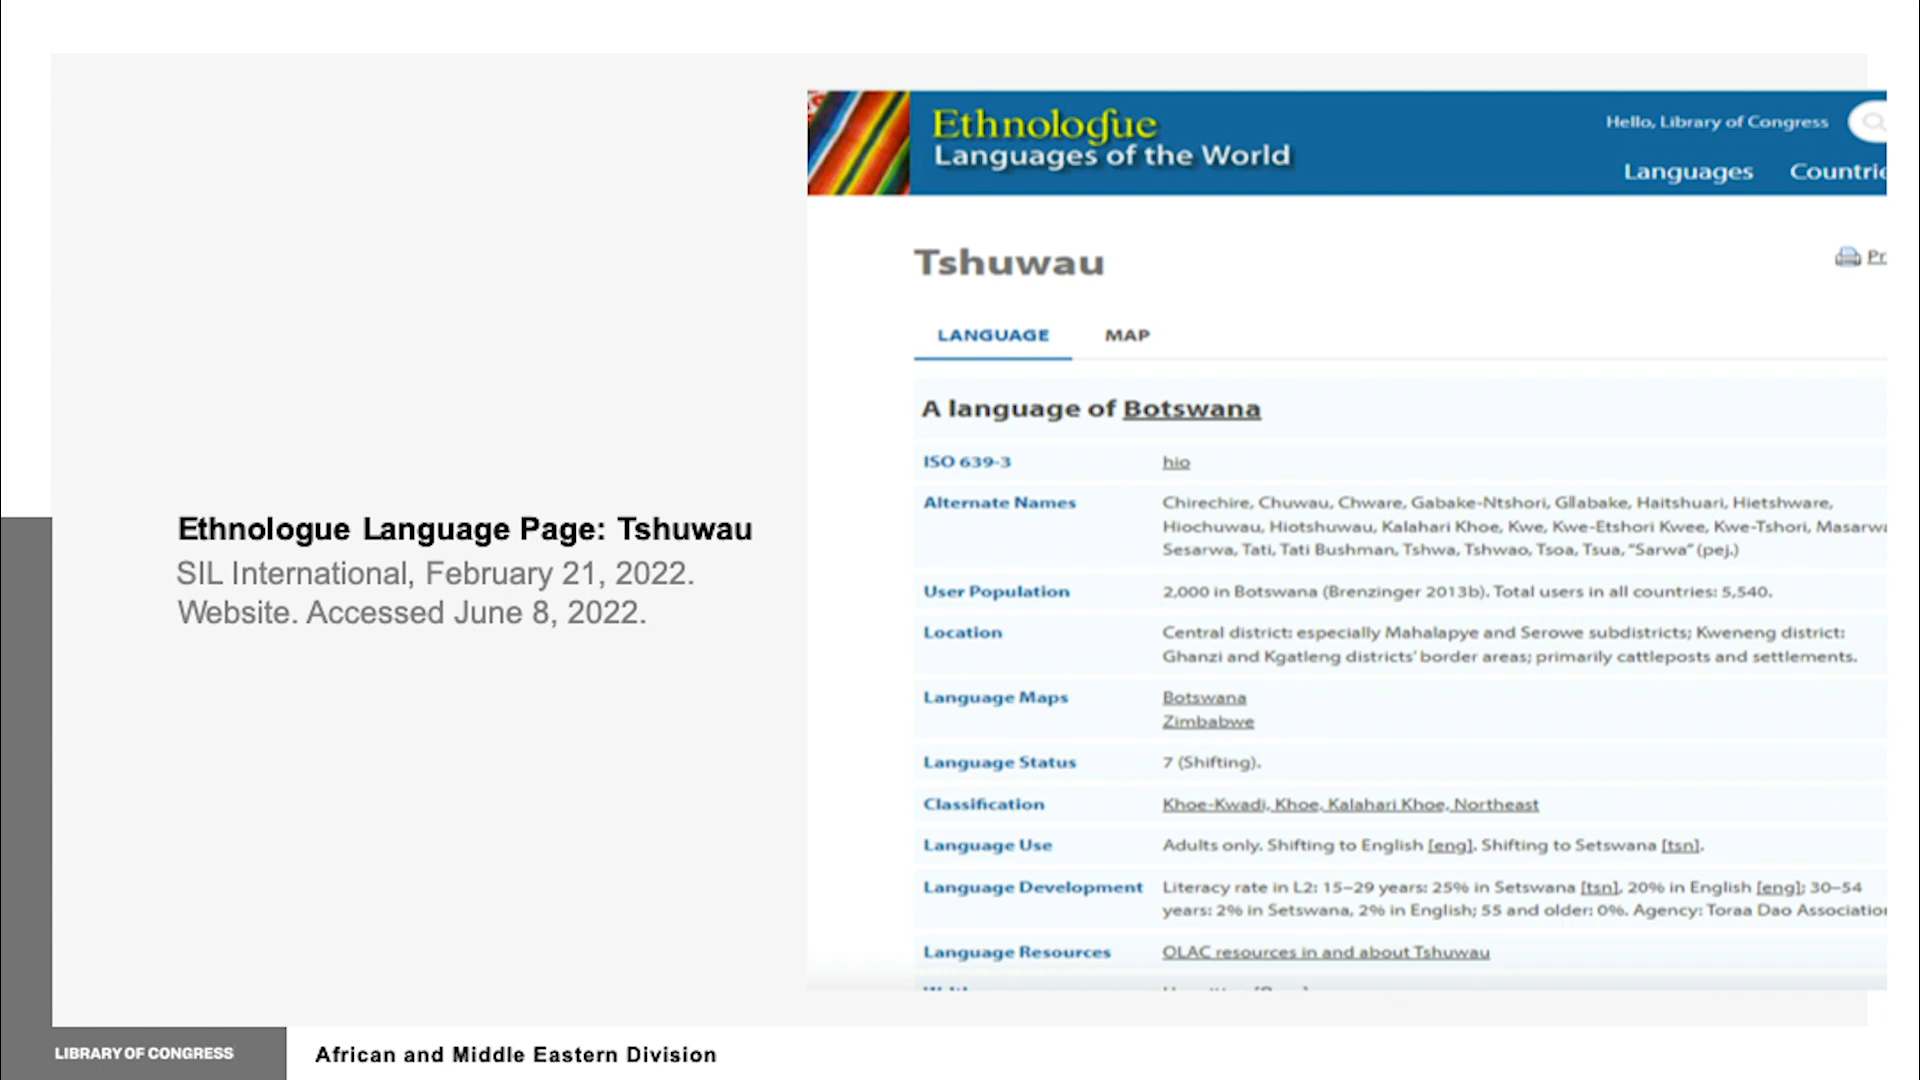 Ethnologue
Languages of the World
Hello, Library of Congress
Languages
Tshuwau
LANGUAGE MAP
A language of Botswana
ISO 639-3 hio
Alternate Names Chirechire, Chuwau, Chware, Gabake-Ntshori, Gǁabake, Haitshuari, Hietshware,
Hiochuwau, Hiotshuwau, Kalahari Khoe, Kwe, Kwe-Etshori Kwee, Kwe-Tshori,
Sesarwa, Tati, Tati Bushman, Tshwa, Tshwao, Tsoa, Tsua, “Sarwa” (pej.)
User Population 2,000 in Botswana (Brenzinger 2013b). Total users in all countries: 5,540.
Location Central district: especially Mahalapye and Serowe subdistricts; Kweneng district:
Ghanzi and Kgatleng districts’ border areas; primarily cattleposts and settlements.
Language Maps Botswana
Zimbabwe
Language Status 7 (Shifting).
Classification Khoe-Kwadi, Khoe, Kalahari Khoe, Northeast
Language Use Adults only. Shifting to English [eng]. Shifting to Setswana [tsn].
Language Development Literacy rate in L2: 15–29 years: 25% in Setswana [tsn], 20% in English [eng]; 30–54
years: 2% in Setswana, 2% in English; 55 and older: 0%. Agency: Toraa Dao
Language Resources OLAC resources in and about Tshuwau
Ethnologue Language Page: Tshuwau
SIL International, February 21, 2022.
Website. Accessed June 8, 2022.
LIBRARY OF CONGRESS
African and Middle Eastern Division